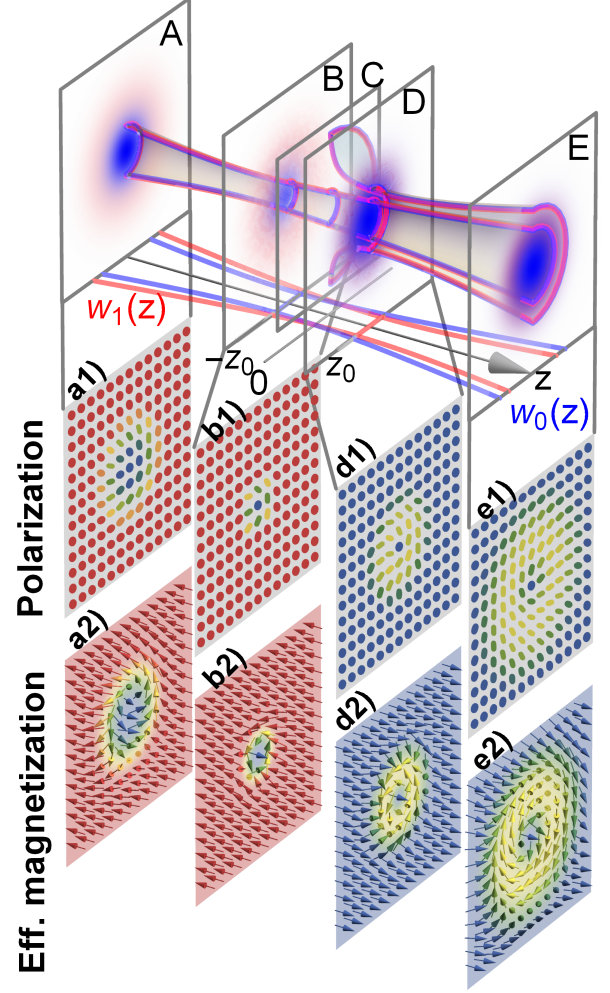 A
B
C
D
E
w₁(z)
−z₀
0
z₀
z
w₀(z)
Polarization
a1)
b1)
d1)
e1)
Eff. magnetization
a2)
b2)
d2)
e2)